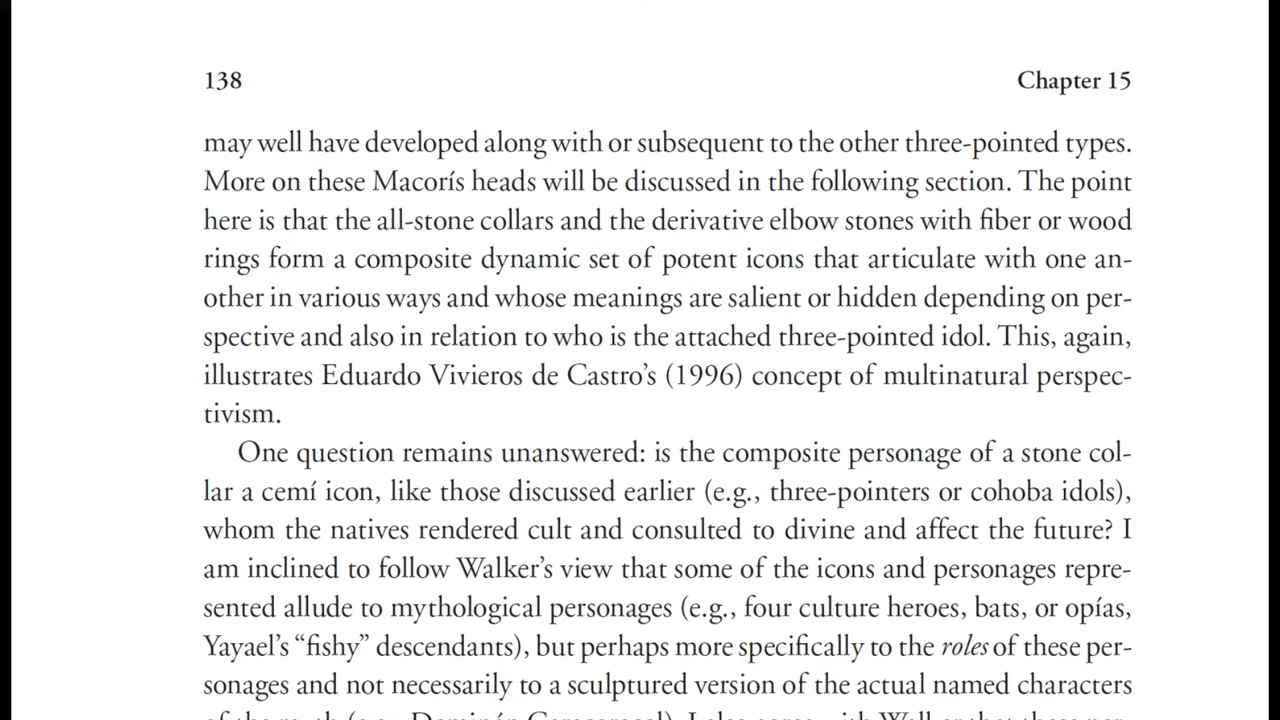 138 Chapter 15
may well have developed along with or subsequent to the other three-pointed types.
More on these Macorís heads will be discussed in the following section. The point
here is that the all-stone collars and the derivative elbow stones with fiber or wood
rings form a composite dynamic set of potent icons that articulate with one an-
other in various ways and whose meanings are salient or hidden depending on per-
spective and also in relation to who is the attached three-pointed idol. This, again,
illustrates Eduardo Vivieros de Castro’s (1996) concept of multinatural perspec-
tivism.
One question remains unanswered: is the composite personage of a stone col-
lar a cemí icon, like those discussed earlier (e.g., three-pointers or cohoba idols),
whom the natives rendered cult and consulted to divine and affect the future? I
am inclined to follow Walker’s view that some of the icons and personages repre-
sented allude to mythological personages (e.g., four culture heroes, bats, or opías,
Yayael’s “fishy” descendants), but perhaps more specifically to the roles of these per-
sonages and not necessarily to a sculptured version of the actual named characters